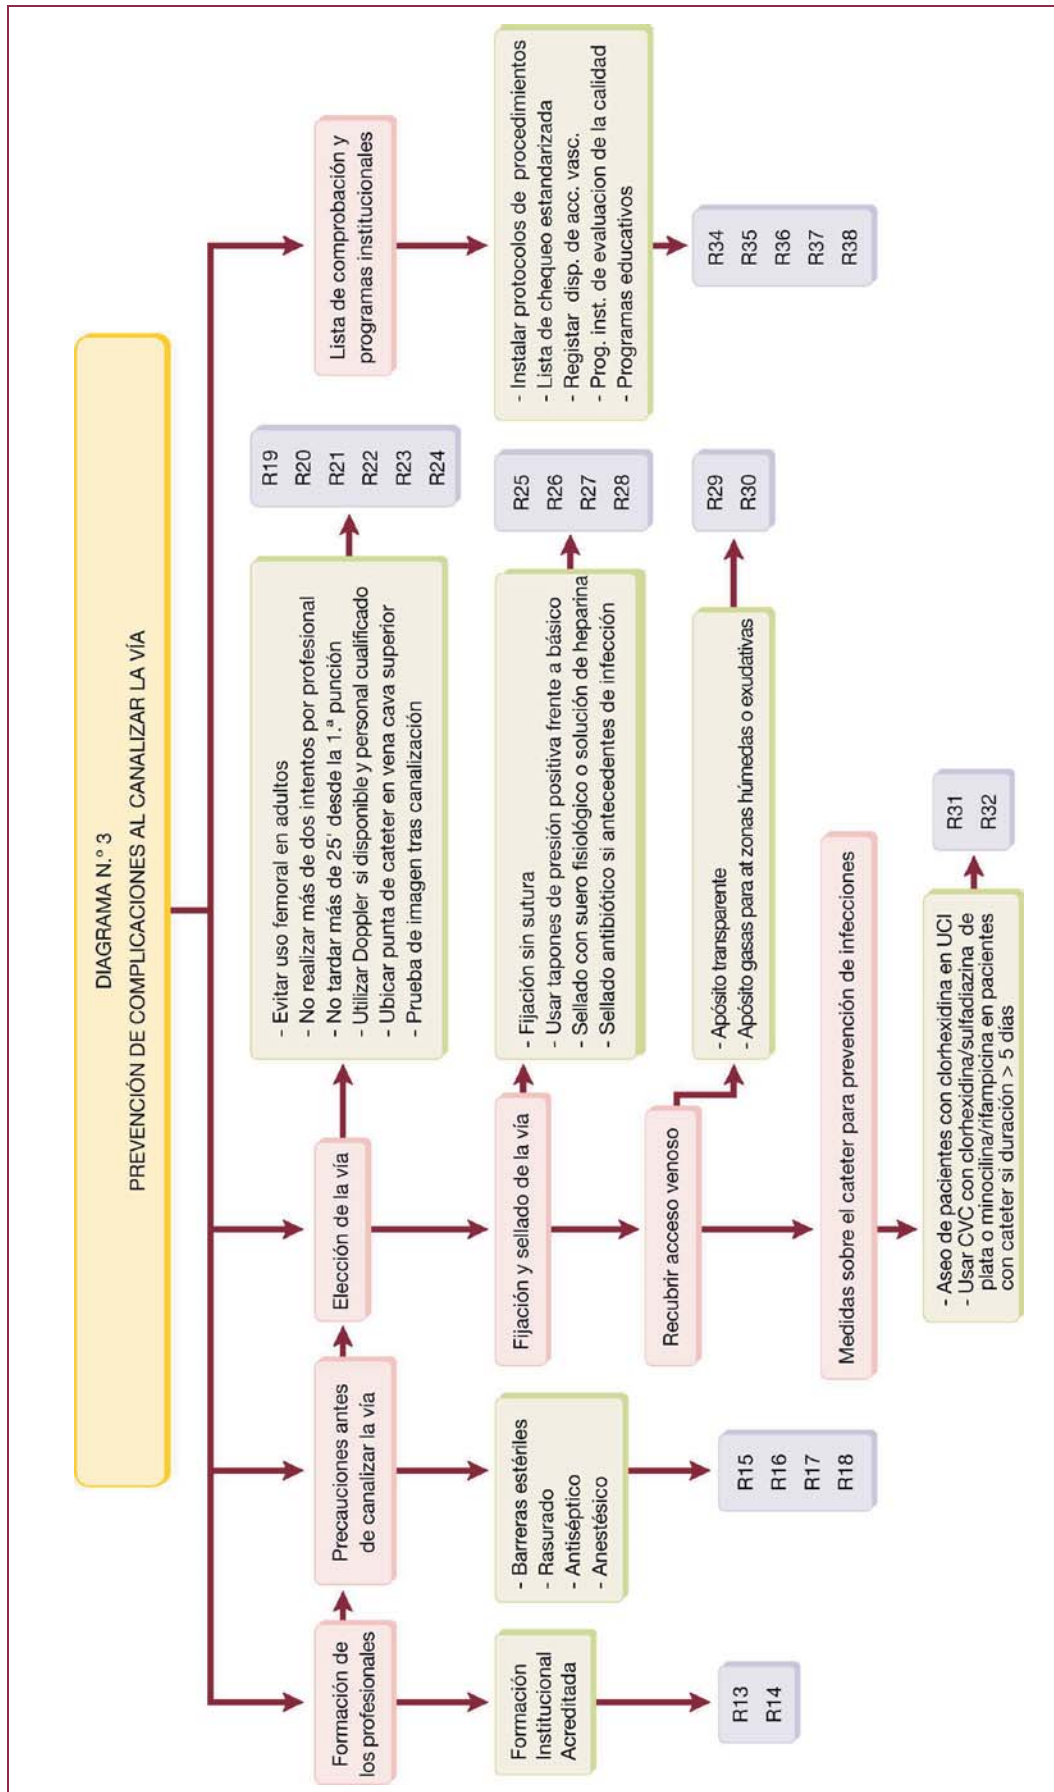 DIAGRAMA N.° 3
PREVENCIÓN DE COMPLICACIONES AL CANALIZAR LA VÍA
Formación de
los profesionales
Formación
Institucional
Acreditada
R13
R14
Precauciones antes
de canalizar la vía
- Barreras estériles
- Rasurado
- Antiséptico
- Anestésico
R15
R16
R17
R18
Elección de la vía
- Evitar uso femoral en adultos
- No realizar más de dos intentos por profesional
- No tardar más de 25' desde la 1.ª punción
- Utilizar Doppler si disponible y personal cualificado
- Ubicar punta de cateter en vena cava superior
- Prueba de imagen tras canalización
R19
R20
R21
R22
R23
R24
Fijación y sellado de la vía
- Fijación sin sutura
- Usar tapones de presión positiva frente a básico
- Sellado con suero fisiológico o solución de heparina
- Sellado antibiótico si antecedentes de infección
R25
R26
R27
R28
Recubrir acceso venoso
- Apósito transparente
- Apósito gasas para at zonas húmedas o exudativas
R29
R30
Medidas sobre el cateter para prevención de infecciones
- Aseo de pacientes con clorhexidina en UCI
- Usar CVC con clorhexidina/sulfadiazina de
plata o minocilina/rifampicina en pacientes
con cateter si duración > 5 días
R31
R32
Lista de comprobación y
programas institucionales
- Instalar protocolos de procedimientos
- Lista de chequeo estandarizada
- Registar disp. de acc. vasc.
- Prog. inst. de evaluacion de la calidad
- Programas educativos
R34
R35
R36
R37
R38